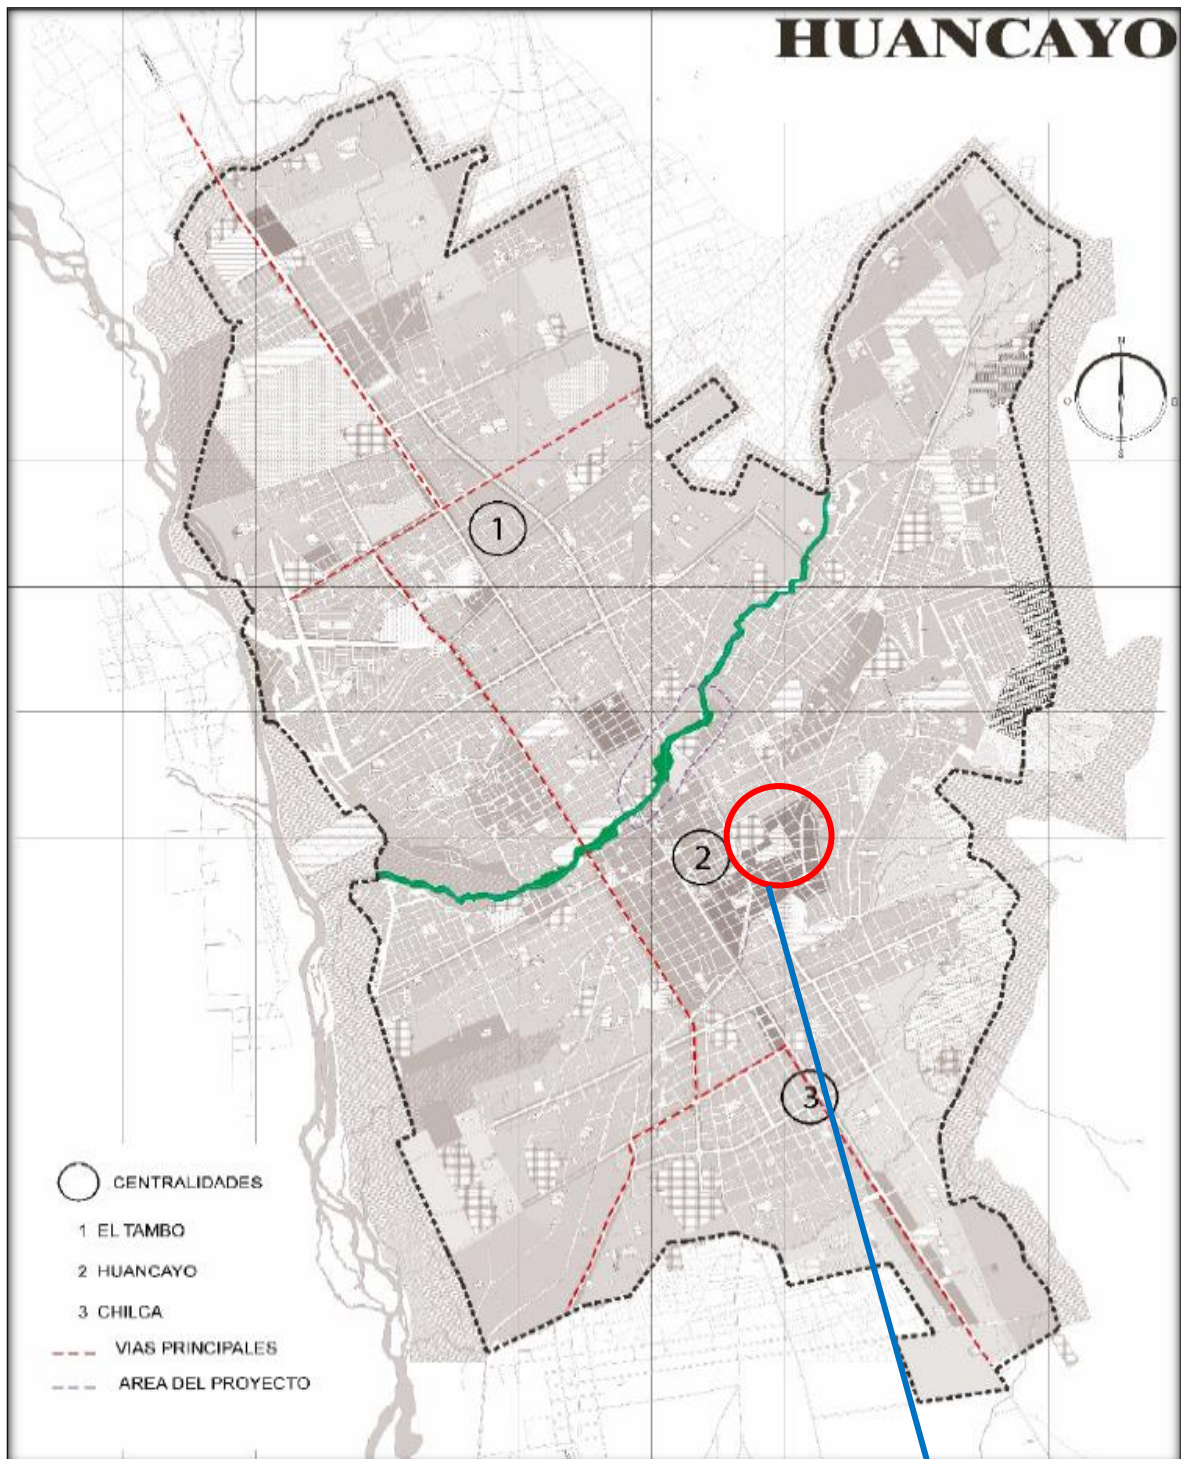 HUANCAYO
N
O
S
1
2
3
CENTRALIDADES
1 EL TAMBO
2 HUANCAYO
3 CHILCA
VIAS PRINCIPALES
AREA DEL PROYECTO